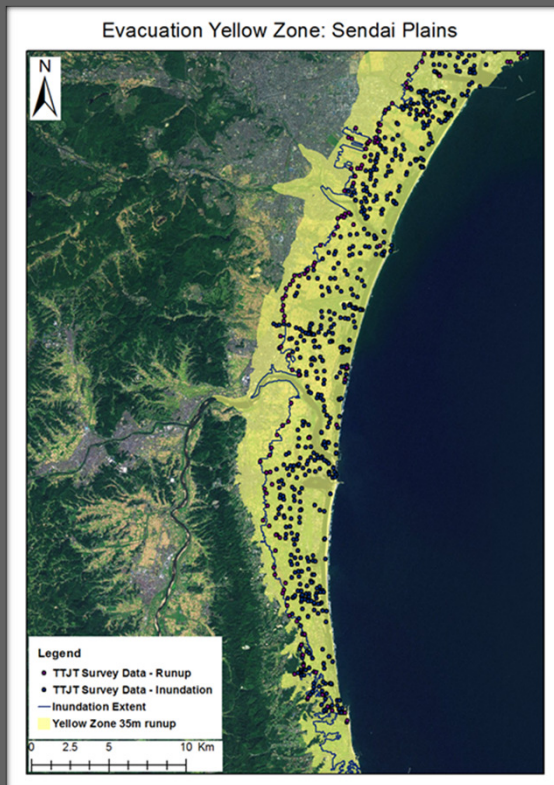 Evacuation Yellow Zone: Sendai Plains
N
Legend
TTJT Survey Data - Runup
TTJT Survey Data - Inundation
Inundation Extent
Yellow Zone 35m runup
0 2.5 5 10 Km